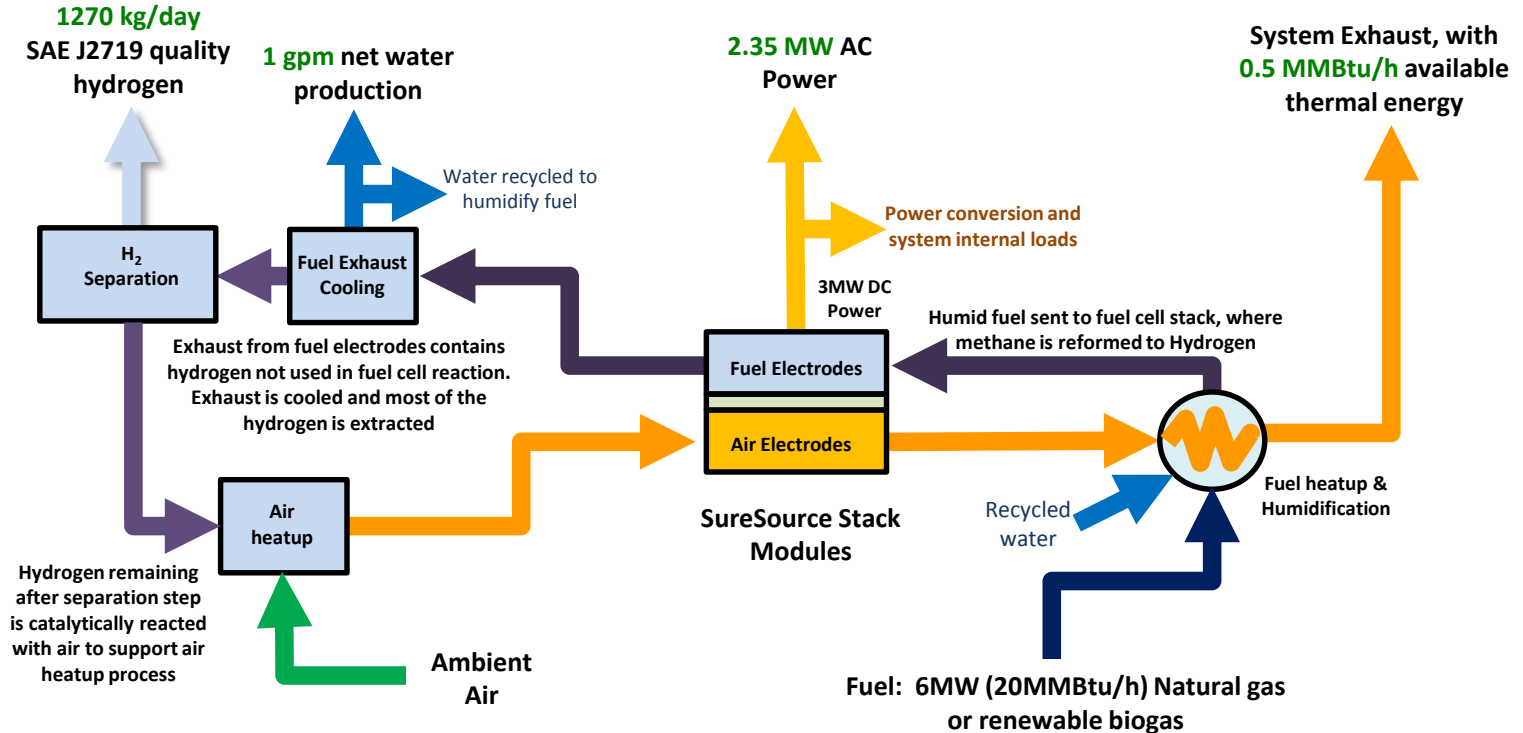 1270 kg/day
SAE J2719 quality
hydrogen
1 gpm net water
production
2.35 MW AC
Power
System Exhaust, with
0.5 MMBtu/h available
thermal energy
Water recycled to
humidify fuel
Power conversion and
system internal loads
H2
Separation
Fuel Exhaust
Cooling
3MW DC
Power
Humid fuel sent to fuel cell stack, where
methane is reformed to Hydrogen
Exhaust from fuel electrodes contains
hydrogen not used in fuel cell reaction.
Exhaust is cooled and most of the
hydrogen is extracted
Fuel Electrodes
Air Electrodes
Air
heatup
SureSource Stack
Modules
Recycled
water
Fuel heatup &
Humidification
Hydrogen remaining
after separation step
is catalytically reacted
with air to support air
heatup process
Ambient
Air
Fuel: 6MW (20MMBtu/h) Natural gas
or renewable biogas